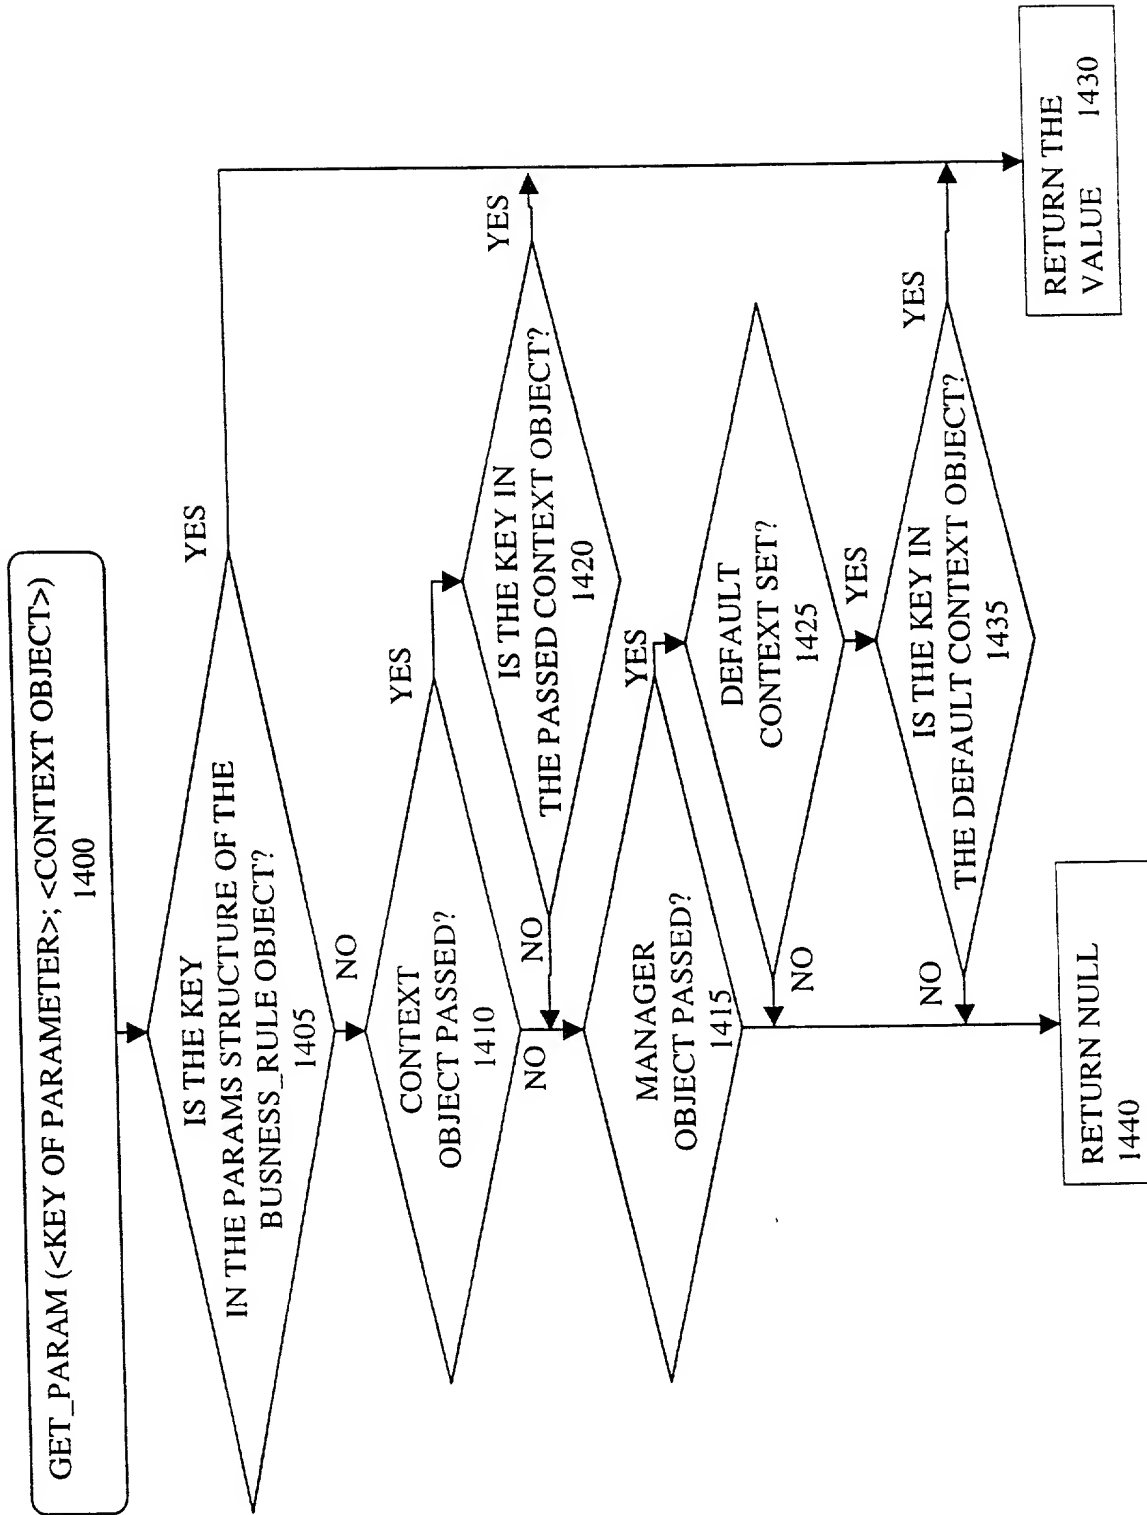 GET_PARAM (<KEY OF PARAMETER>; <CONTEXT OBJECT>)
1400
IS THE KEY
IN THE PARAMS STRUCTURE OF THE
BUSNESS_RULE OBJECT?
1405
YES
NO
CONTEXT
OBJECT PASSED?
1410
YES
NO
IS THE KEY IN
THE PASSED CONTEXT OBJECT?
1420
YES
NO
MANAGER
OBJECT PASSED?
1415
YES
DEFAULT
CONTEXT SET?
1425
YES
NO
IS THE KEY IN
THE DEFAULT CONTEXT OBJECT?
1435
YES
NO
RETURN THE
VALUE 1430
RETURN NULL
1440